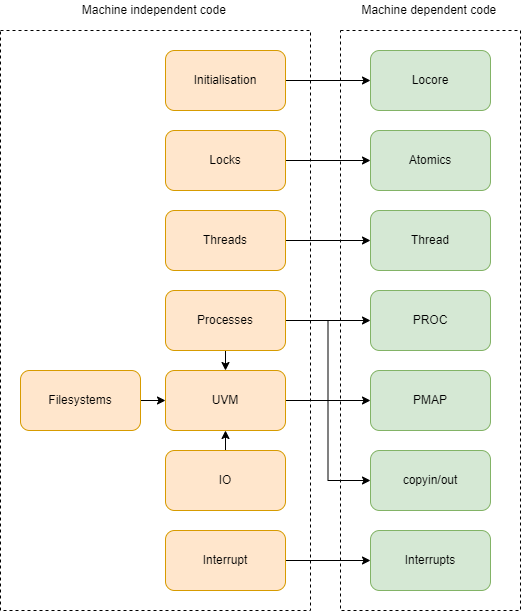 Machine independent code
Machine dependent code
Initialisation
Locore
Locks
Atomics
Threads
Thread
Processes
PROC
Filesystems
UVM
PMAP
IO
copyin/out
Interrupt
Interrupts